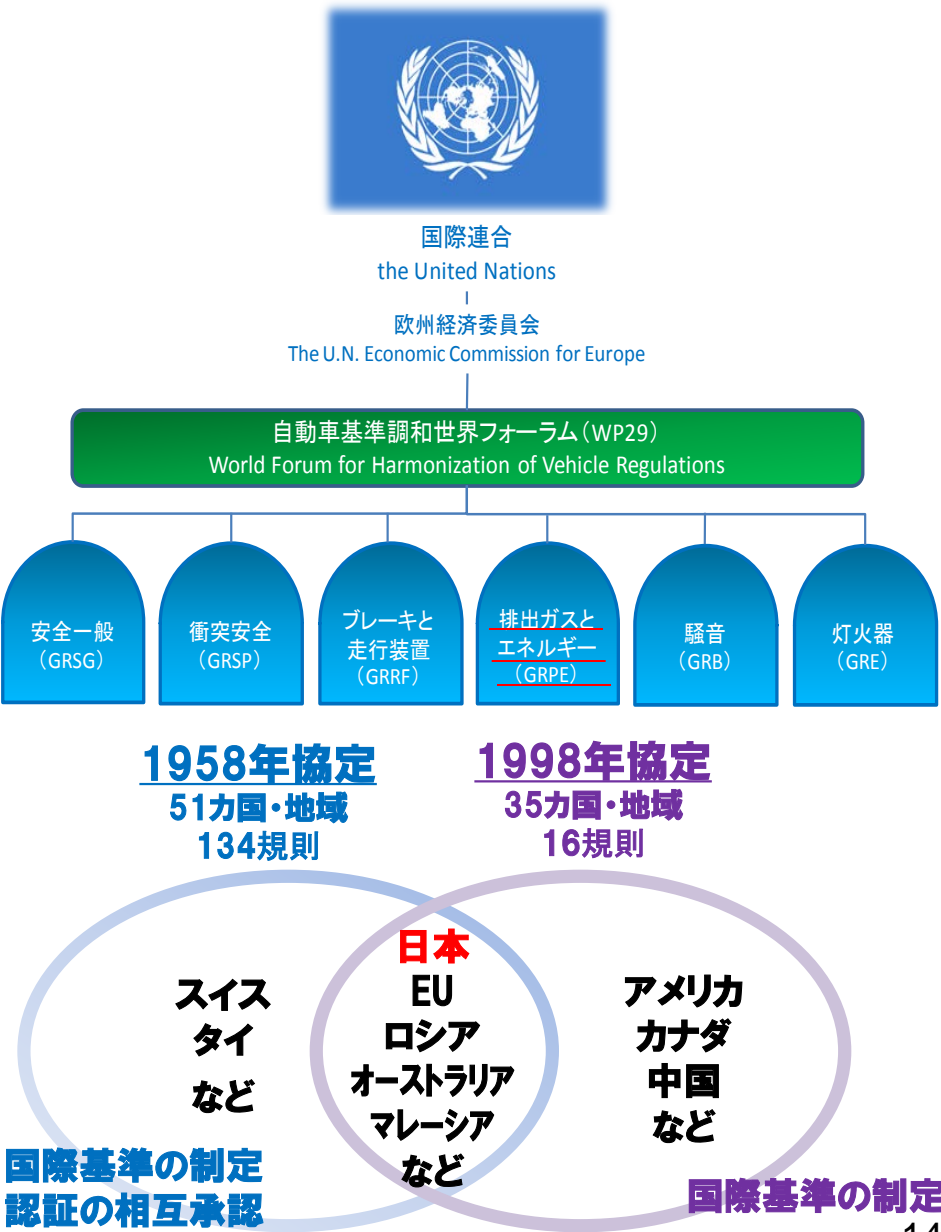 国際連合
the United Nations
欧州経済委員会
The U.N. Economic Commission for Europe
自動車基準調和世界フォーラム(WP29)
World Forum for Harmonization of Vehicle Regulations
安全一般
(GRSG)
衝突安全
(GRSP)
ブレーキと
走行装置
(GRRF)
排出ガスと
エネルギー
(GRPE)
騒音
(GRB)
灯火器
(GRE)
1958年協定
51カ国・地域
134規則
1998年協定
35カ国・地域
16規則
スイス
タイ
など
日本
EU
ロシア
オーストラリア
マレーシア
など
アメリカ
カナダ
中国
など
国際基準の制定
認証の相互承認
国際基準の制定
14